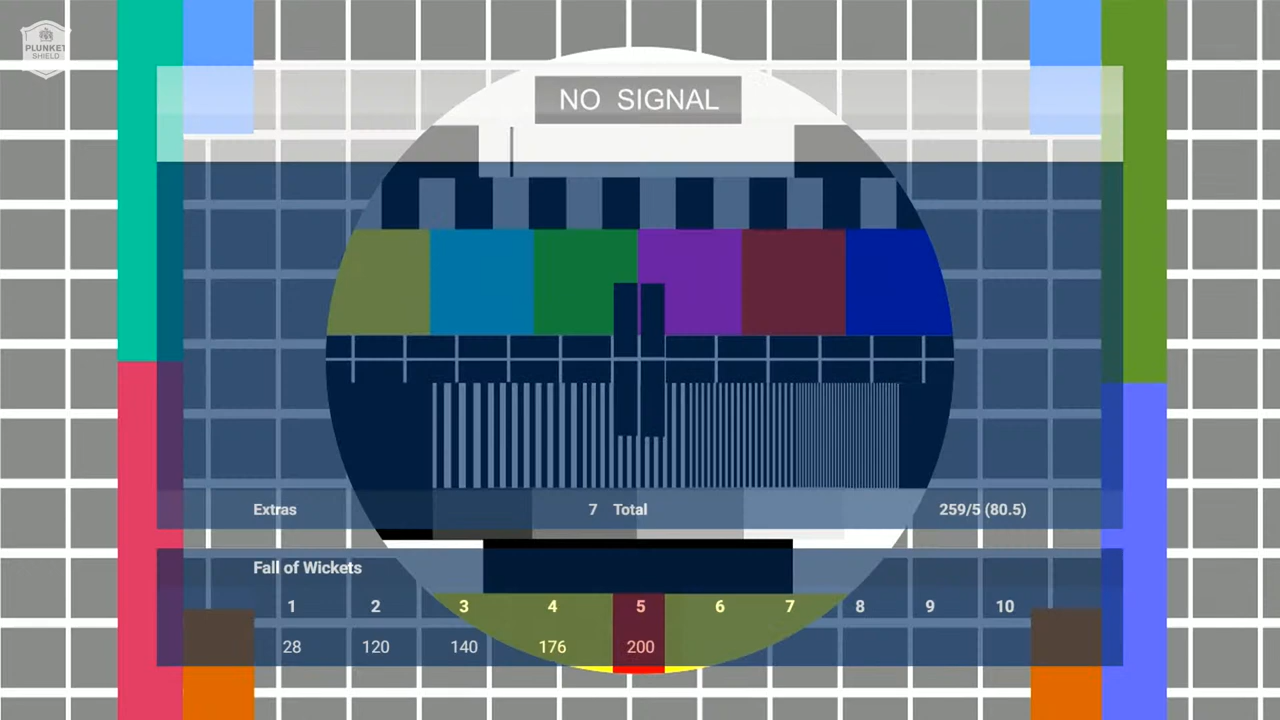 PLUNKET
SHIELD
NO SIGNAL
Extras 7 Total 259/5 (80.5)
Fall of Wickets
1 2 3 4 5 6 7 8 9 10
28 120 140 176 200